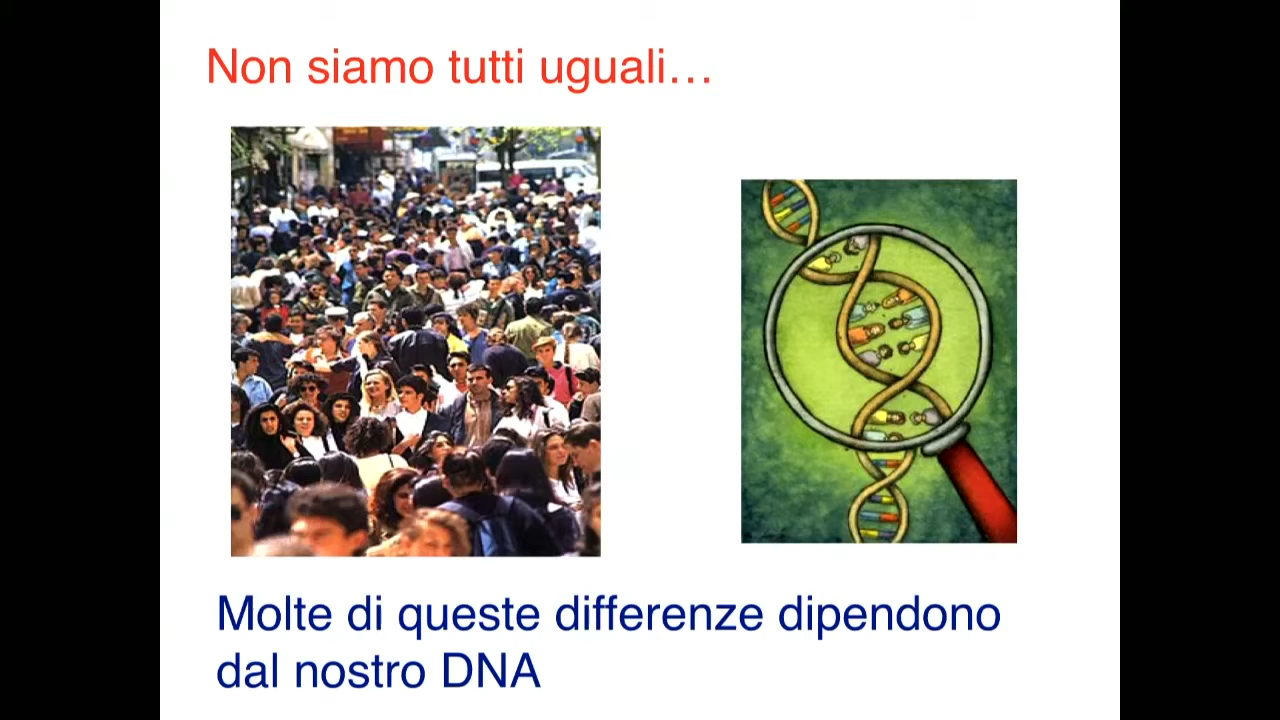 Non siamo tutti uguali…
Molte di queste differenze dipendono
dal nostro DNA